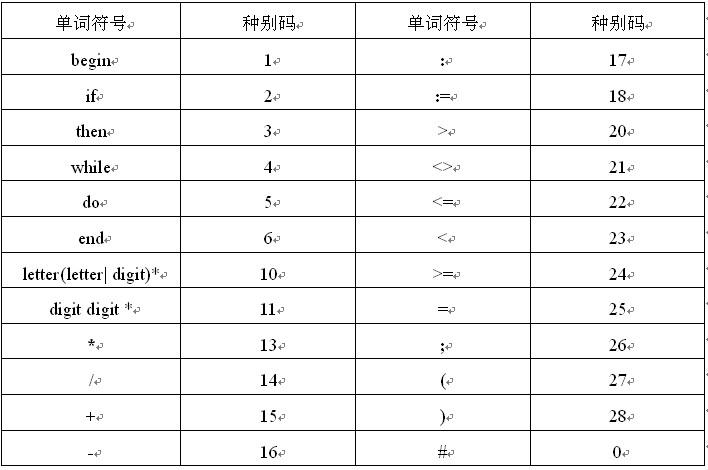 单词符号 种别码 单词符号 种别码
begin 1 : 17
if 2 := 18
then 3 > 20
while 4 <> 21
do 5 <= 22
end 6 < 23
letter(letter| digit)* 10 >= 24
digit digit * 11 = 25
* 13 ; 26
/ 14 ( 27
+ 15 ) 28
- 16 # 0